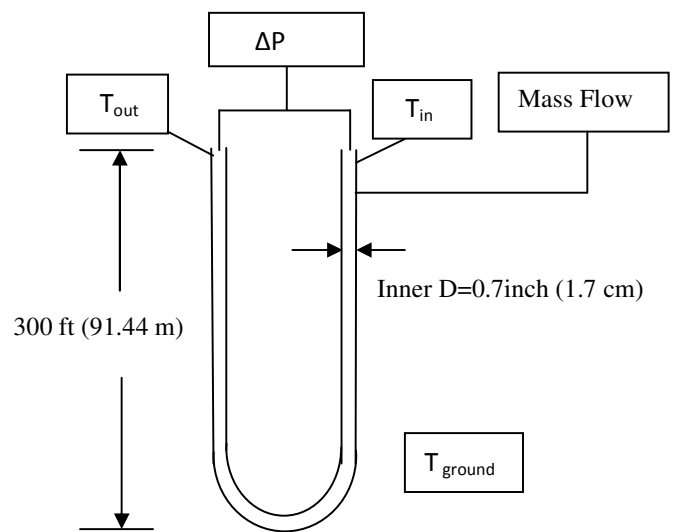 ΔP
T_out
T_in
Mass Flow
Inner D=0.7inch (1.7 cm)
300 ft (91.44 m)
T_ground